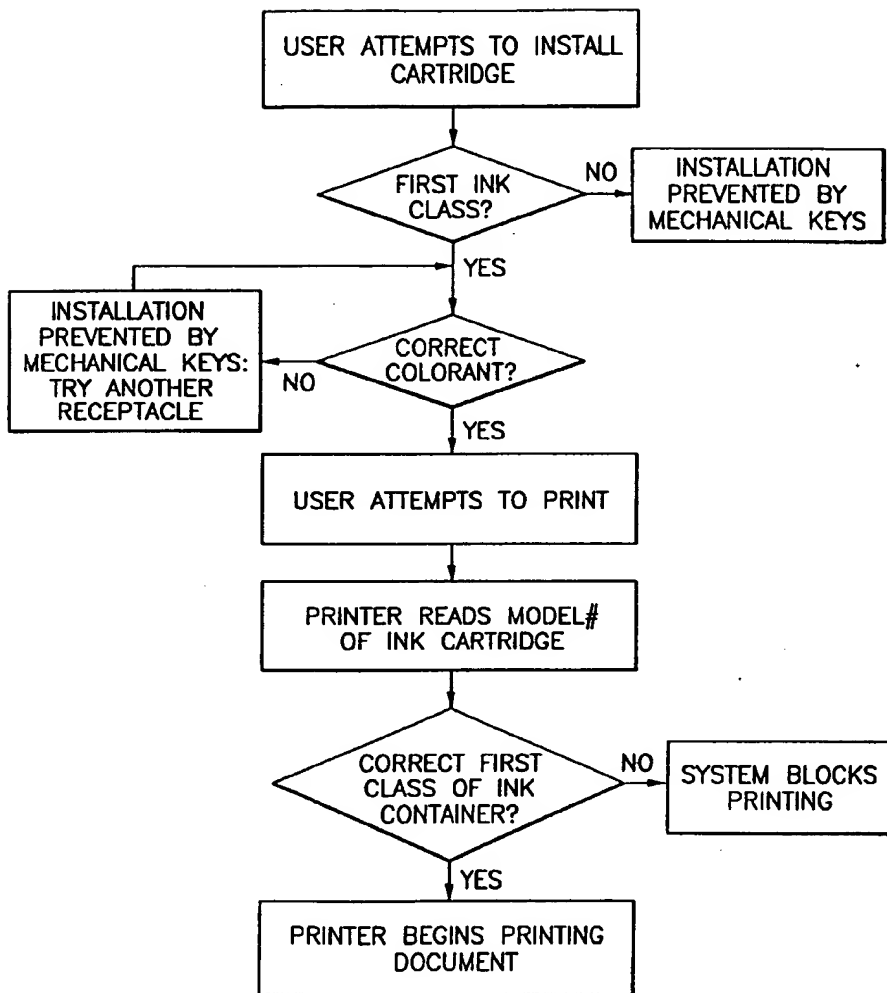 USER ATTEMPTS TO INSTALL
CARTRIDGE
FIRST INK
CLASS?
NO
INSTALLATION
PREVENTED BY
MECHANICAL KEYS
YES
INSTALLATION
PREVENTED BY
MECHANICAL KEYS:
TRY ANOTHER
RECEPTACLE
NO
CORRECT
COLORANT?
YES
USER ATTEMPTS TO PRINT
PRINTER READS MODEL#
OF INK CARTRIDGE
CORRECT FIRST
CLASS OF INK
CONTAINER?
NO
SYSTEM BLOCKS
PRINTING
YES
PRINTER BEGINS PRINTING
DOCUMENT